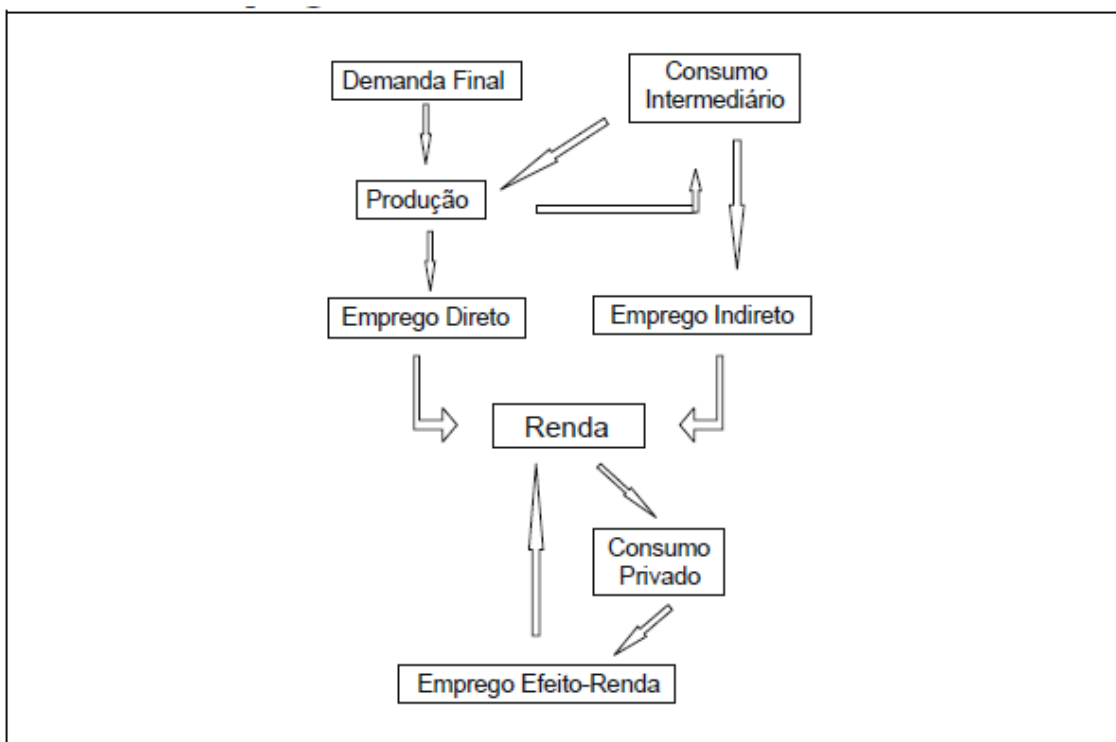 Demanda Final
Consumo
Intermediário
Produção
Emprego Direto
Emprego Indireto
Renda
Consumo
Privado
Emprego Efeito-Renda